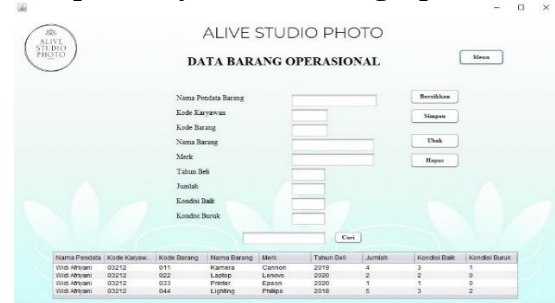 ALIVE STUDIO PHOTO
ALIVE
STUDIO
PHOTO
DATA BARANG OPERASIONAL
Menu
Nama Pendata Barang
Bersihkan
Kode Karyawan
Simpan
Kode Barang
Nama Barang
Ubah
Merk
Hapus
Tahun Beli
Jumlah
Kondisi Baik
Kondisi Buruk
Cari
Nama Pendata Kode Karyaw... Kode Barang Nama Barang Merk Tahun Beli Jumlah Kondisi Baik Kondisi Buruk
Widi Afriyani 03212 011 Kamera Cannon 2019 4 3 1
Widi Afriyani 03212 022 Laptop Lenovo 2020 2 2 0
Widi Afriyani 03212 033 Printer Epson 2020 1 1 0
Widi Afriyani 03212 044 Lighting Philips 2018 5 3 2